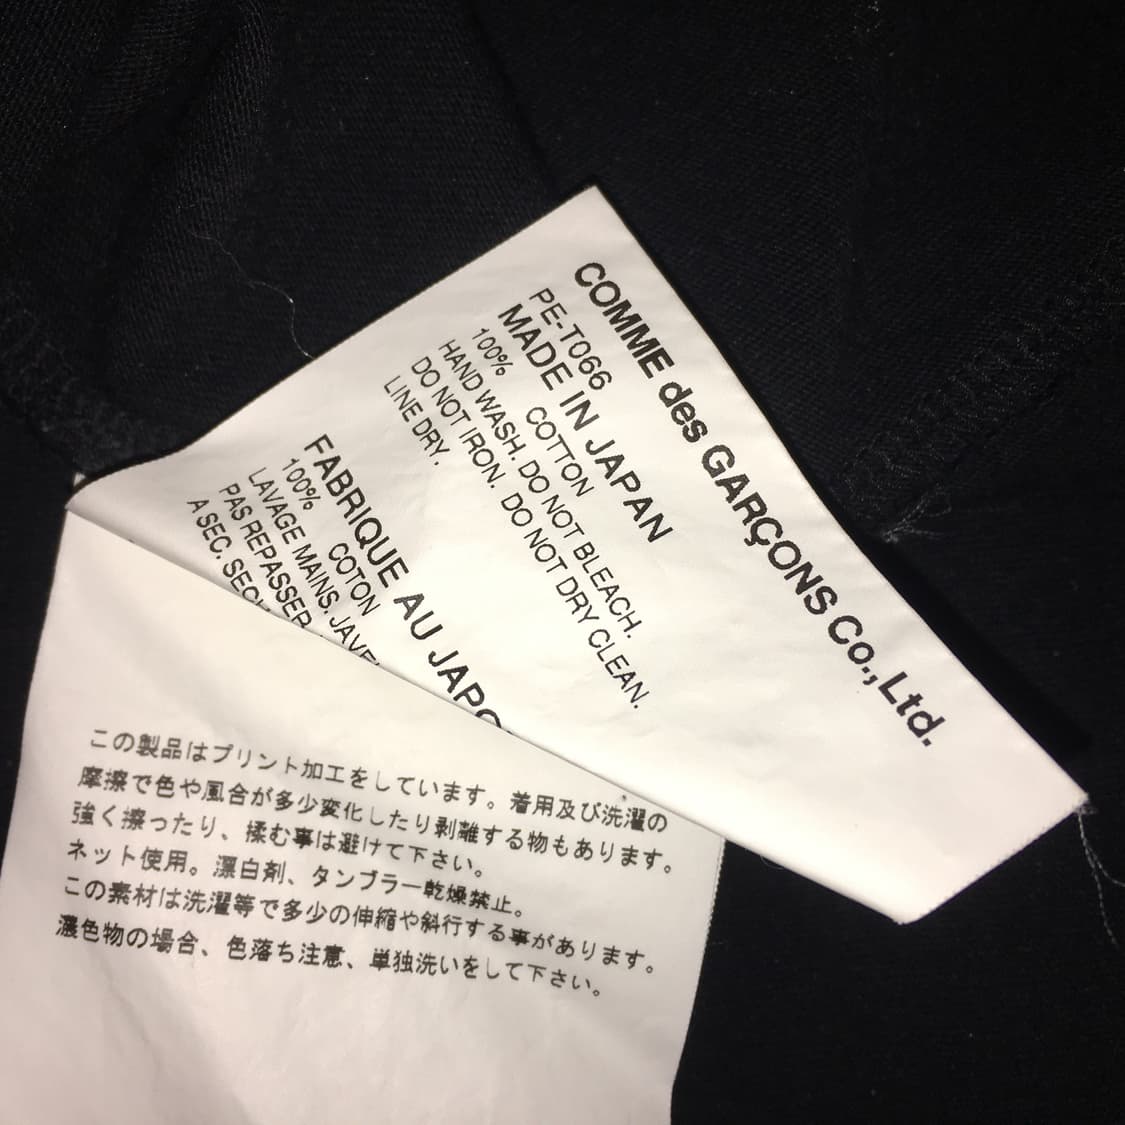 COMME des GARÇONS Co., Ltd.
PE-T066
MADE IN JAPAN
100% COTTON
HAND WASH. DO NOT BLEACH.
DO NOT IRON. DO NOT DRY CLEAN.
LINE DRY.
FABRIQUE AU
100% COTON
LAVAGE MAINS.
PAS REPASSER
A SEC.
この製品はプリント加工をしています。着用及び洗濯の
摩擦で色や風合が多少変化したり剥離する物もあります。
強く擦ったり、揉む事は避けて下さい。
ネット使用。漂白剤、タンブラー乾燥禁止。
この素材は洗濯等で多少の伸縮や斜行する事があります。
濃色物の場合、色落ち注意、単独洗いをして下さい。